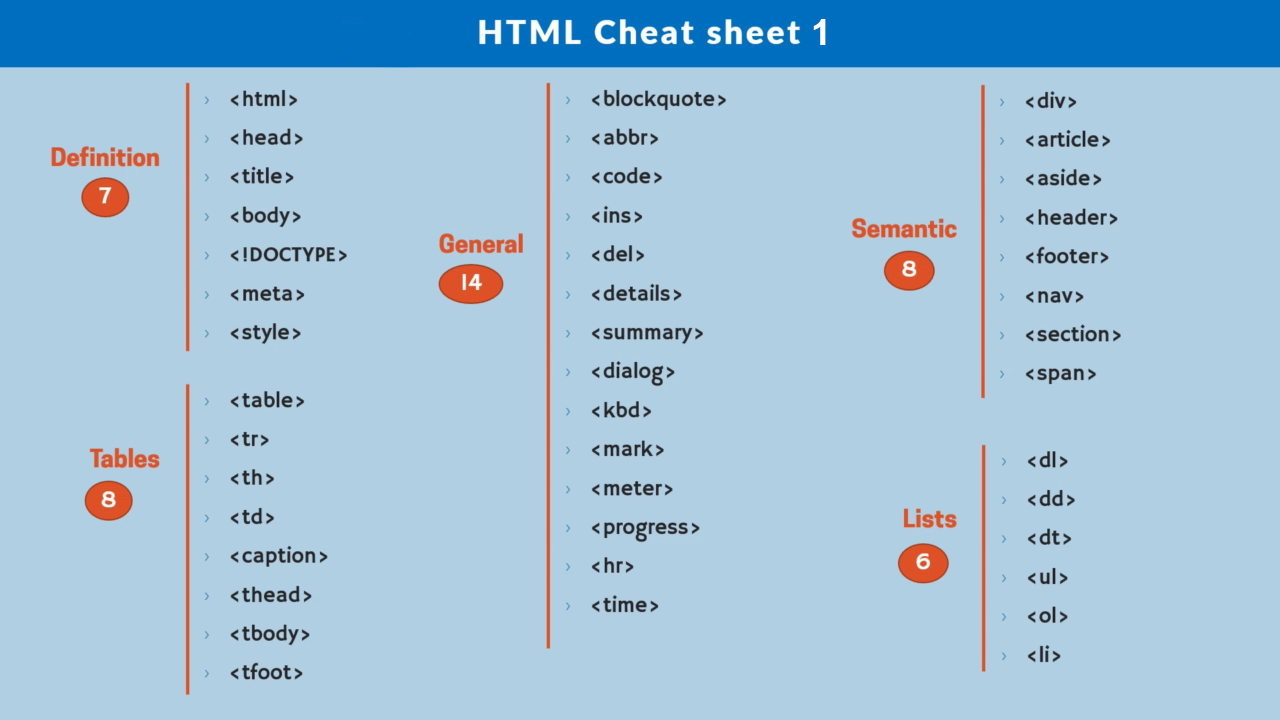 HTML Cheat sheet 1
Definition
7
<html>
<head>
<title>
<body>
<!DOCTYPE>
<meta>
<style>
Tables
8
<table>
<tr>
<th>
<td>
<caption>
<thead>
<tbody>
<tfoot>
General
14
<blockquote>
<abbr>
<code>
<ins>
<del>
<details>
<summary>
<dialog>
<kbd>
<mark>
<meter>
<progress>
<hr>
<time>
Semantic
8
<div>
<article>
<aside>
<header>
<footer>
<nav>
<section>
<span>
Lists
6
<dl>
<dd>
<dt>
<ul>
<ol>
<li>